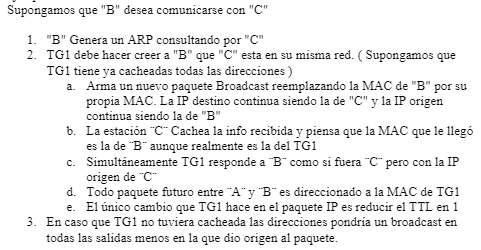 Supongamos que "B" desea comunicarse con "C"
1. "B" Genera un ARP consultando por "C"
2. TG1 debe hacer creer a "B" que "C" esta en su misma red. ( Supongamos que
TG1 tiene ya cacheadas todas las direcciones )
a. Arma un nuevo paquete Broadcast reemplazando la MAC de "B" por su
propia MAC. La IP destino continua siendo la de "C" y la IP origen
continua siendo la de "B"
b. La estación ¨C¨ Cachea la info recibida y piensa que la MAC que le llegó
es la de ¨B¨ aunque realmente es la del TG1
c. Simultáneamente TG1 responde a ¨B¨ como si fuera ¨C¨ pero con la IP
origen de ¨C¨
d. Todo paquete futuro entre ¨A¨ y ¨B¨ es direccionado a la MAC de TG1
e. El único cambio que TG1 hace en el paquete IP es reducir el TTL en 1
3. En caso que TG1 no tuviera cacheada las direcciones pondría un broadcast en
todas las salidas menos en la que dio origen al paquete.